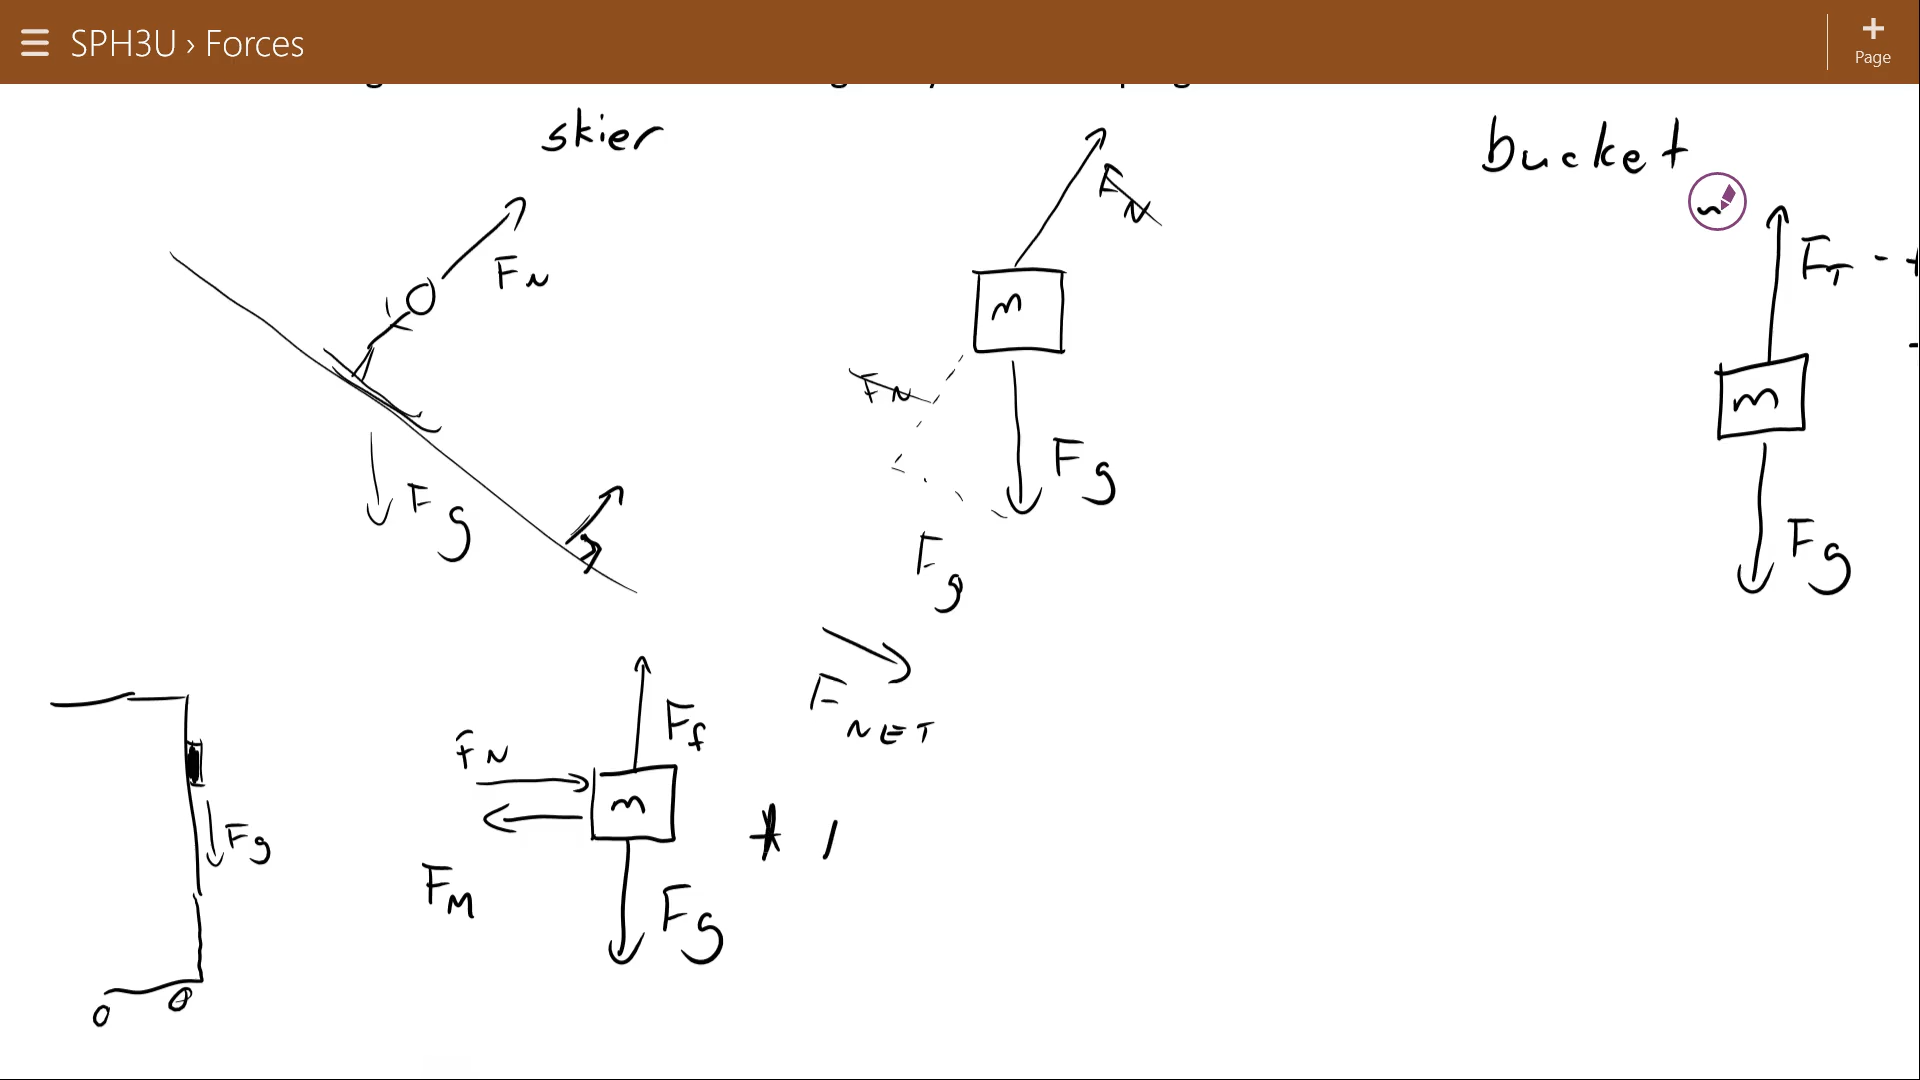 SPH3U › Forces
Page
skier
bucket
FN
FN
m
FN
Fg
Fg
Fg
FT -
m
Fg
FNET
Fg
FN
Ff
m
FM
Fg